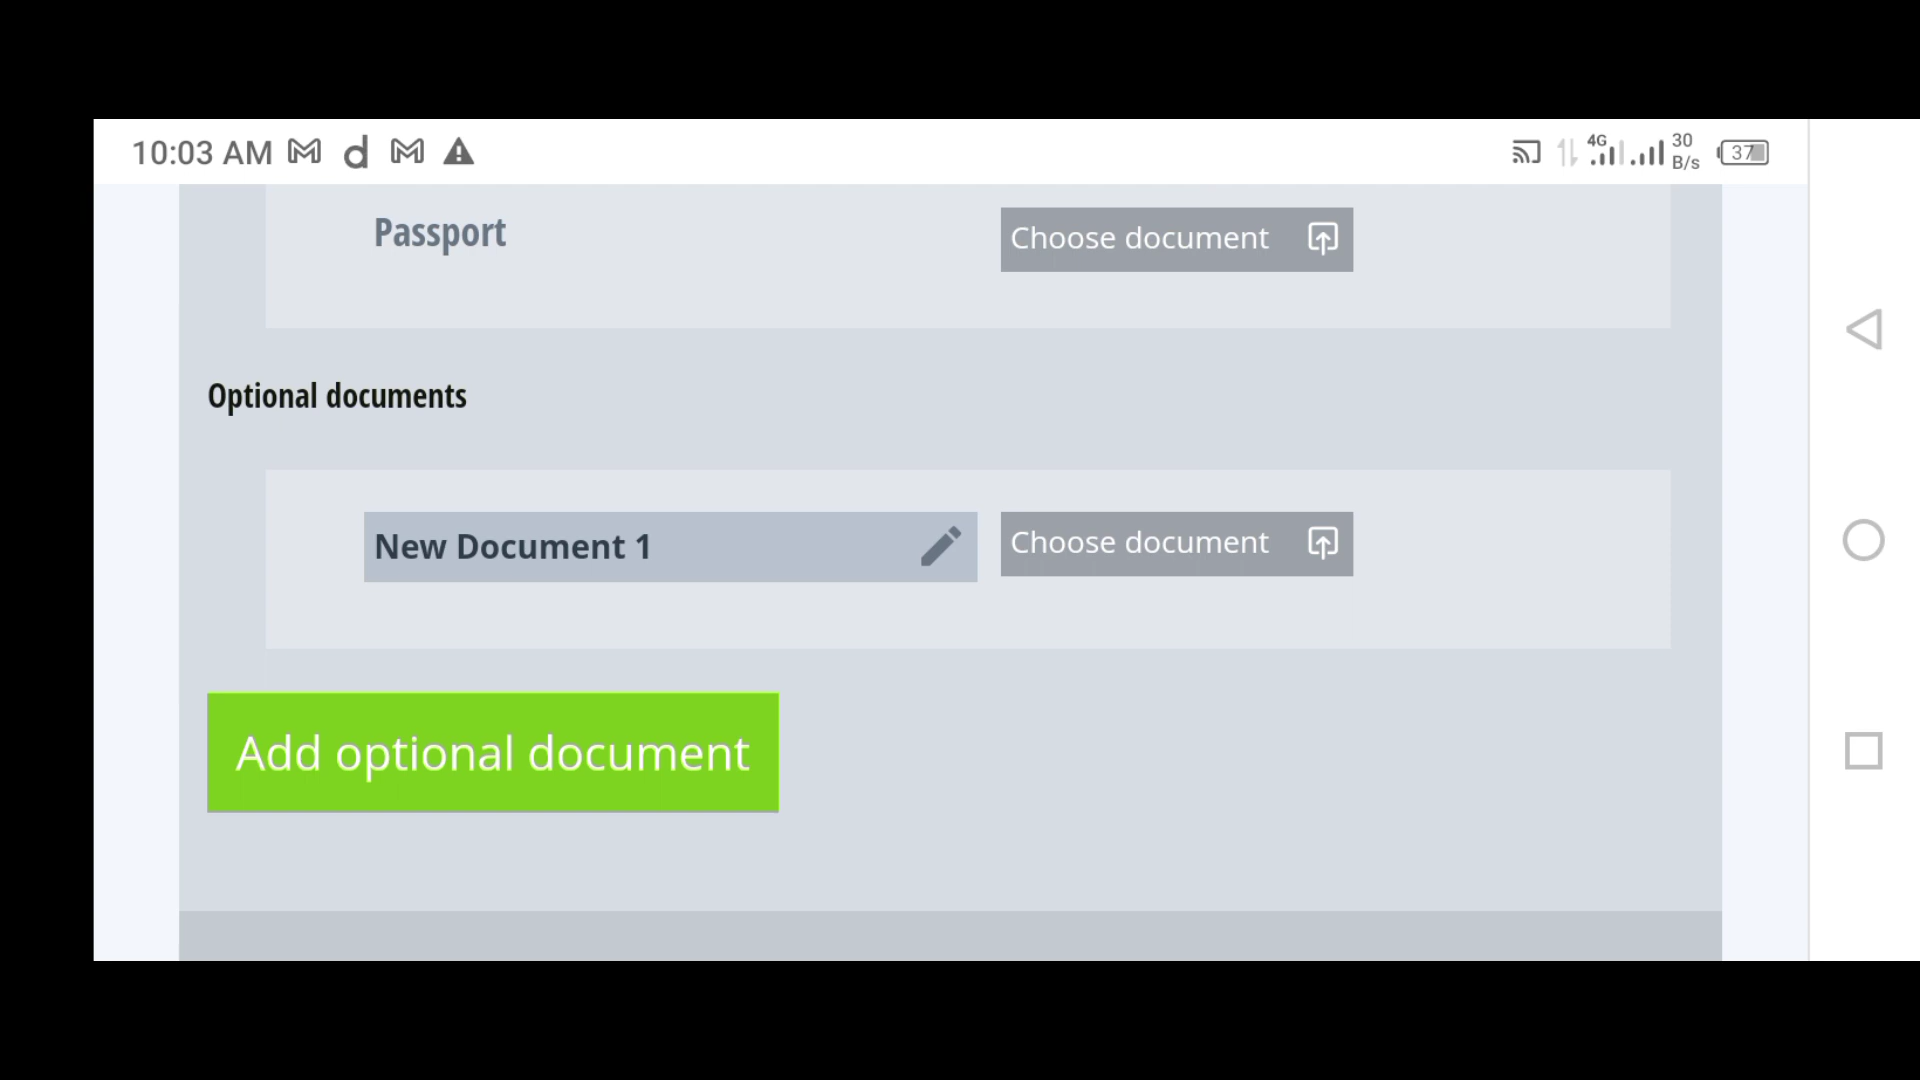 10:03 AM
4G
30
B/s
37
Passport
Choose document
Optional documents
New Document 1
Choose document
Add optional document